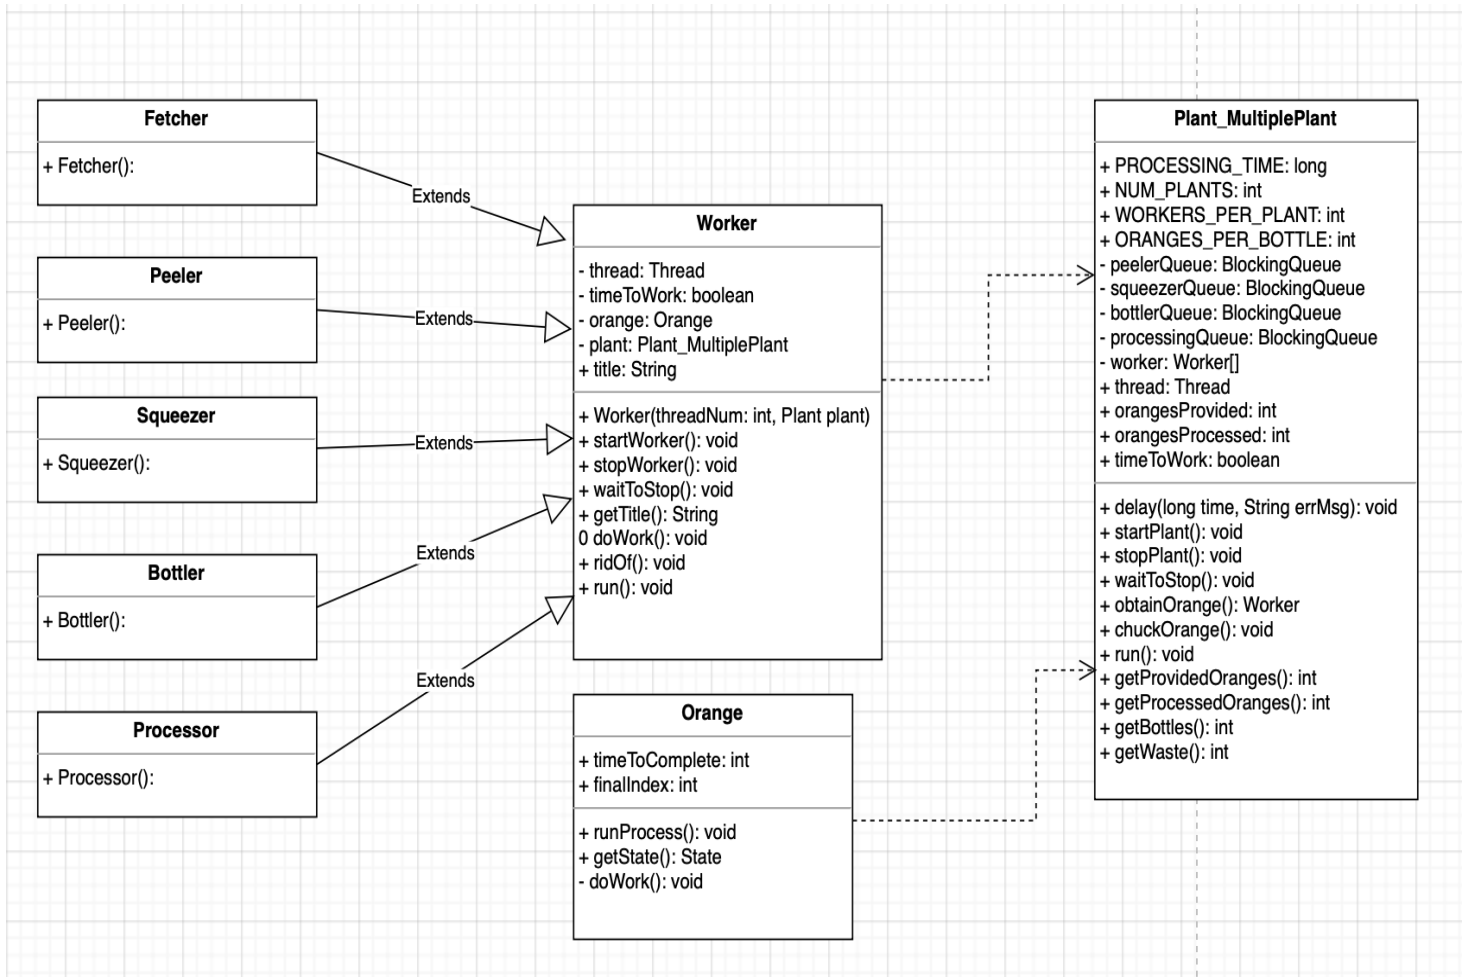 Fetcher
+ Fetcher():
Extends
Peeler
+ Peeler():
Extends
Squeezer
+ Squeezer():
Extends
Bottler
+ Bottler():
Extends
Processor
+ Processor():
Extends
Worker
- thread: Thread
- timeToWork: boolean
- orange: Orange
- plant: Plant_MultiplePlant
+ title: String
+ Worker(threadNum: int, Plant plant)
+ startWorker(): void
+ stopWorker(): void
+ waitToStop(): void
+ getTitle(): String
0 doWork(): void
+ ridOf(): void
+ run(): void
Orange
+ timeToComplete: int
+ finalIndex: int
+ runProcess(): void
+ getState(): State
- doWork(): void
Plant_MultiplePlant
+ PROCESSING_TIME: long
+ NUM_PLANTS: int
+ WORKERS_PER_PLANT: int
+ ORANGES_PER_BOTTLE: int
- peelerQueue: BlockingQueue
- squeezerQueue: BlockingQueue
- bottlerQueue: BlockingQueue
- processingQueue: BlockingQueue
- worker: Worker[]
+ thread: Thread
+ orangesProvided: int
+ orangesProcessed: int
+ timeToWork: boolean
+ delay(long time, String errMsg): void
+ startPlant(): void
+ stopPlant(): void
+ waitToStop(): void
+ obtainOrange(): Worker
+ chuckOrange(): void
+ run(): void
+ getProvidedOranges(): int
+ getProcessedOranges(): int
+ getBottles(): int
+ getWaste(): int